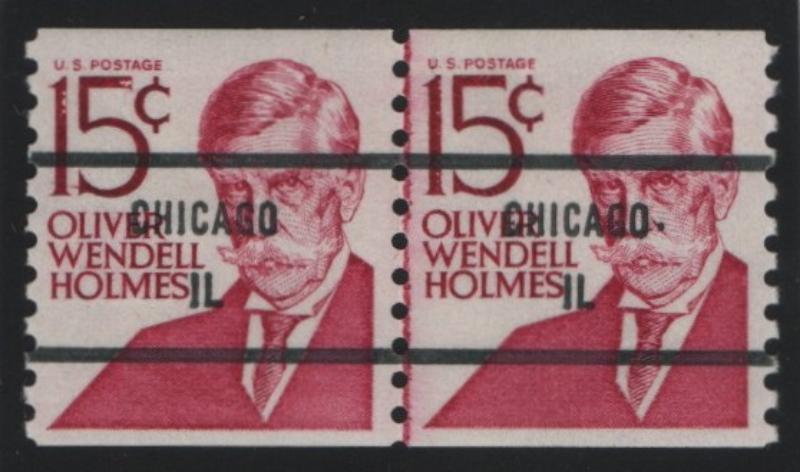 U.S. POSTAGE
15¢
CHICAGO
OLIVER
WENDELL
HOLMES
IL
U.S. POSTAGE
15¢
CHICAGO
OLIVER
WENDELL
HOLMES
IL